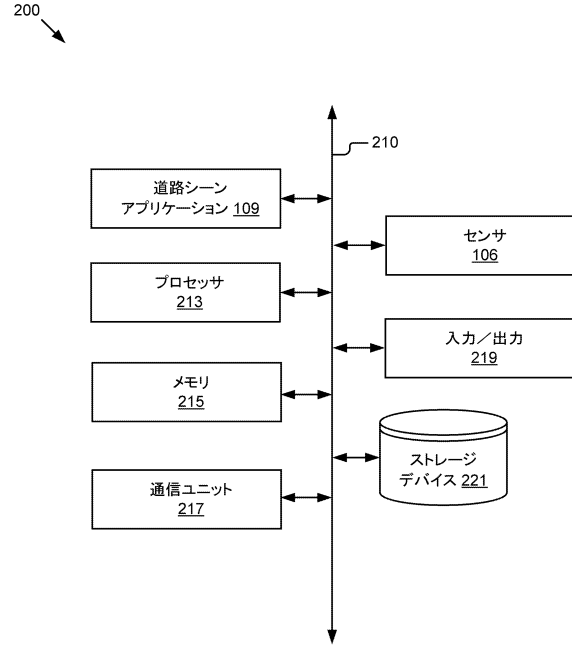 200
210
道路シーン
アプリケーション 109
センサ
106
プロセッサ
213
入力／出力
219
メモリ
215
ストレージ
デバイス 221
通信ユニット
217